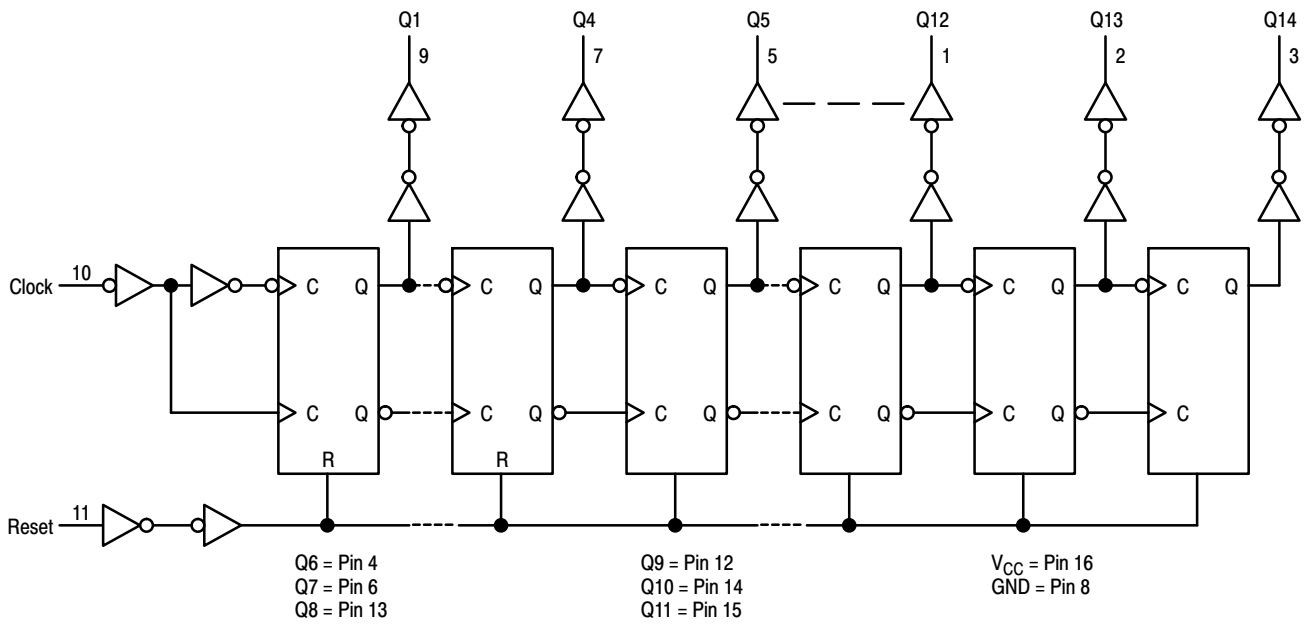 Q1 Q4 Q5 Q12 Q13 Q14
9 7 5 1 2 3
Clock 10 C Q C Q C Q C Q C Q C Q
C Q C Q C Q C Q C Q C
R R
Reset 11
Q6 = Pin 4
Q7 = Pin 6
Q8 = Pin 13
Q9 = Pin 12
Q10 = Pin 14
Q11 = Pin 15
VCC = Pin 16
GND = Pin 8